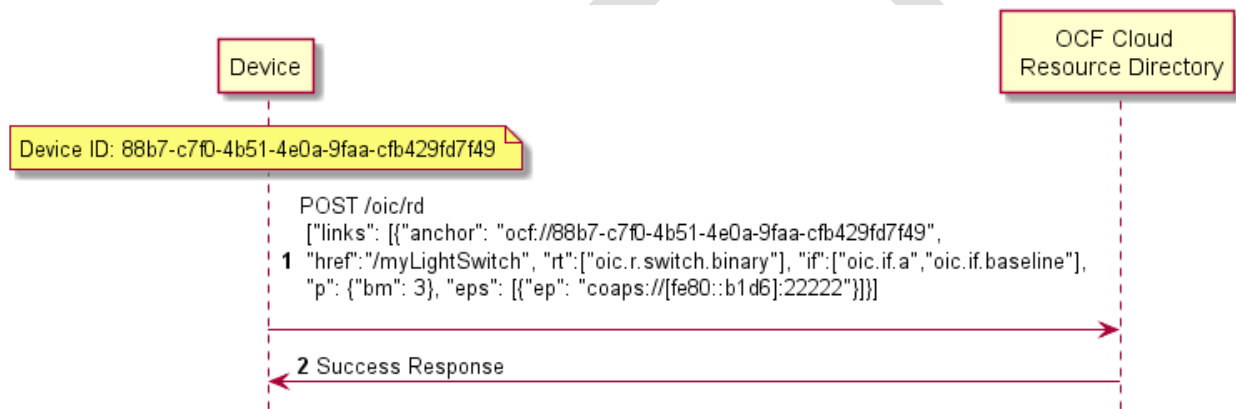 Device
OCF Cloud
Resource Directory
Device ID: 88b7-c7f0-4b51-4e0a-9faa-cfb429fd7f49
POST /oic/rd
["links": [{"anchor": "ocf://88b7-c7f0-4b51-4e0a-9faa-cfb429fd7f49",
1 "href":"/myLightSwitch", "rt":["oic.r.switch.binary"], "if":["oic.if.a","oic.if.baseline"],
"p": {"bm": 3}, "eps": [{"ep": "coaps://[fe80::b1d6]:22222"}]}]
2 Success Response